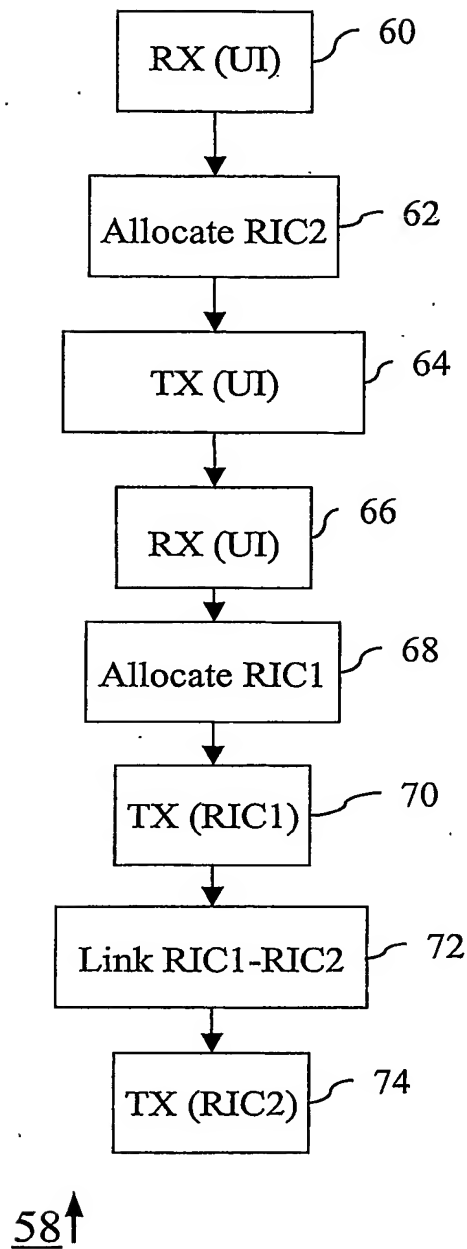 RX (UI)
60
Allocate RIC2
62
TX (UI)
64
RX (UI)
66
Allocate RIC1
68
TX (RIC1)
70
Link RIC1-RIC2
72
TX (RIC2)
74
58